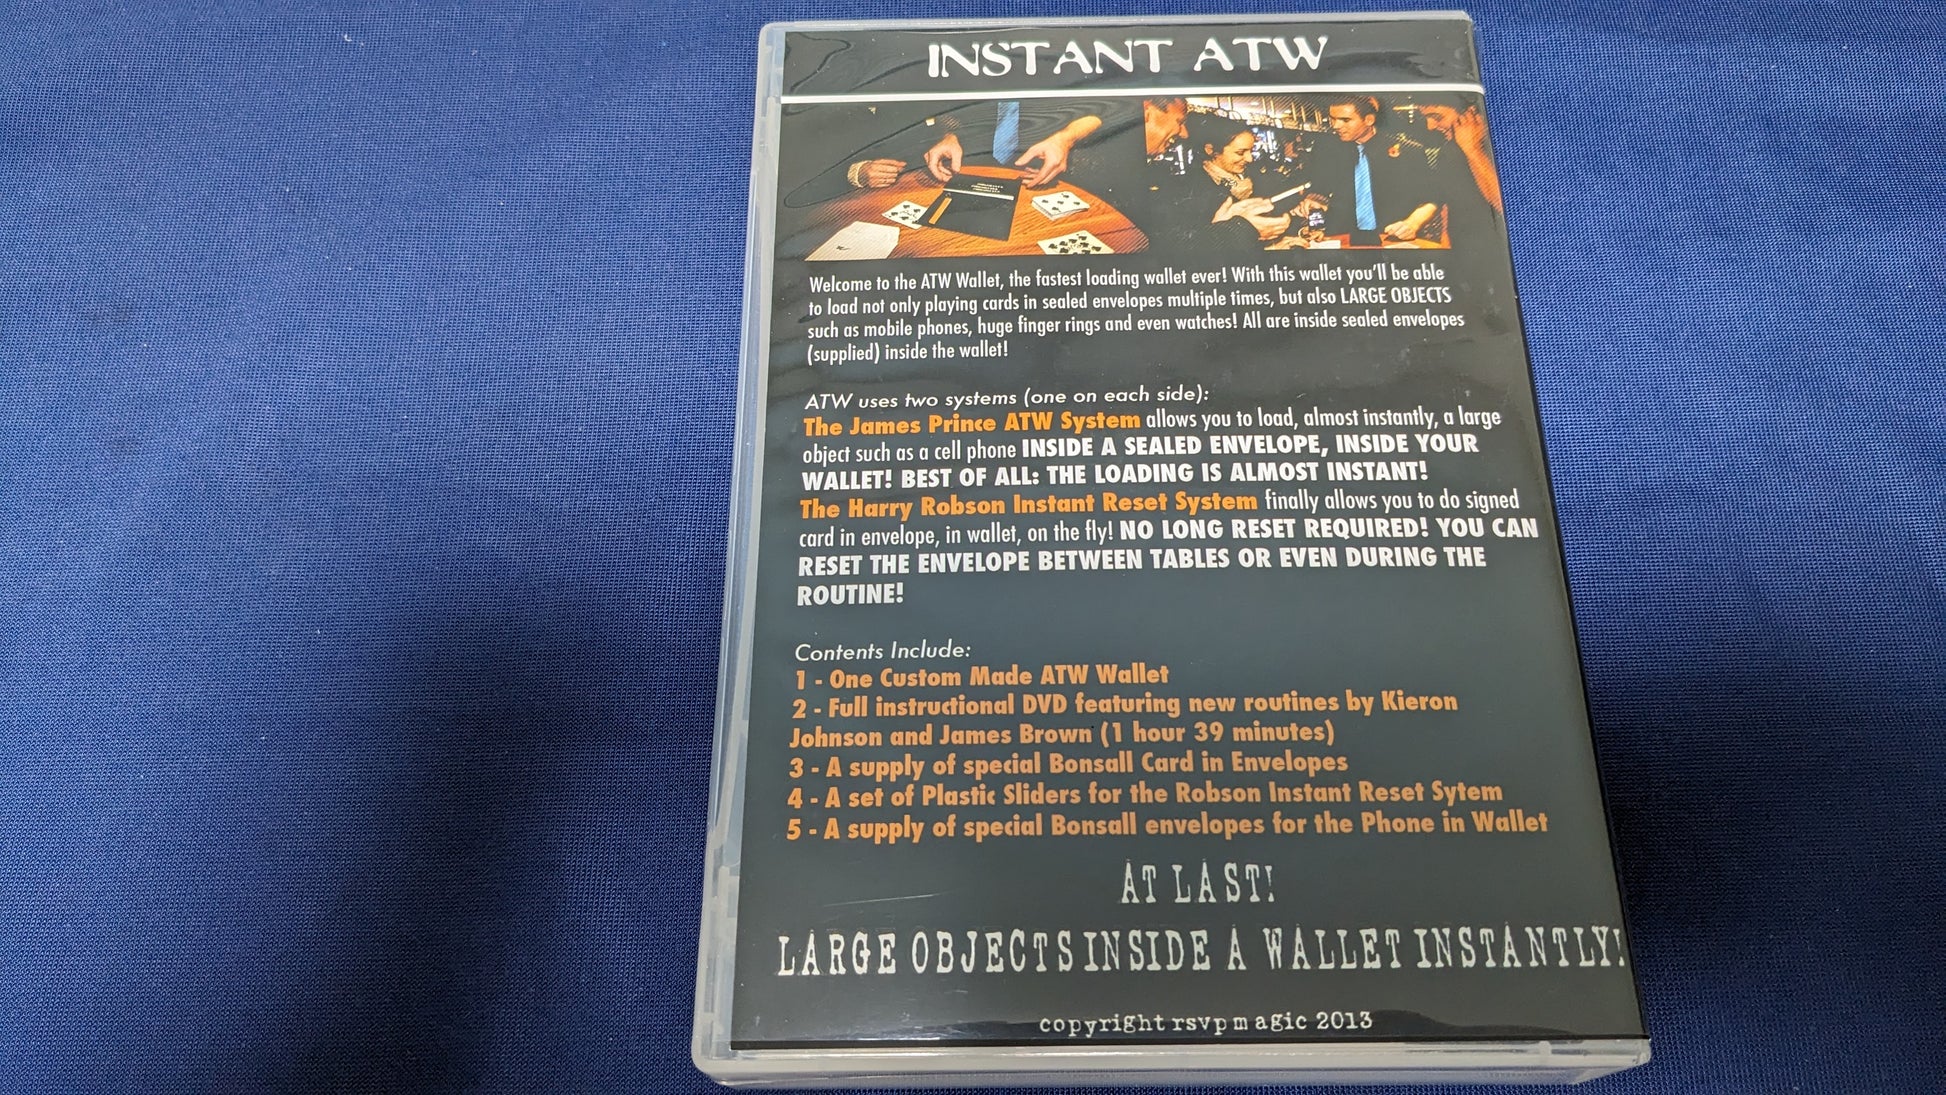 INSTANT ATW
Welcome to the ATW Wallet, the fastest loading wallet ever! With this wallet you'll be able
to load not only playing cards in sealed envelopes multiple times, but also LARGE OBJECTS
such as mobile phones, huge finger rings and even watches! All are inside sealed envelopes
(supplied) inside the wallet!
ATW uses two systems (one on each side):
The James Prince ATW System allows you to load, almost instantly, a large
object such as a cell phone INSIDE A SEALED ENVELOPE, INSIDE YOUR
WALLET! BEST OF ALL: THE LOADING IS ALMOST INSTANT!
The Harry Robson Instant Reset System finally allows you to do signed
card in envelope, in wallet, on the fly! NO LONG RESET REQUIRED! YOU CAN
RESET THE ENVELOPE BETWEEN TABLES OR EVEN DURING THE
ROUTINE!
Contents Include:
1 - One Custom Made ATW Wallet
2 - Full instructional DVD featuring new routines by Kieron
Johnson and James Brown (1 hour 39 minutes)
3 - A supply of special Bonsall Card in Envelopes
4 - A set of Plastic Sliders for the Robson Instant Reset Sytem
5 - A supply of special Bonsall envelopes for the Phone in Wallet
AT LAST!
LARGE OBJECTS INSIDE A WALLET INSTANTLY!
copyright rsvp magic 2013